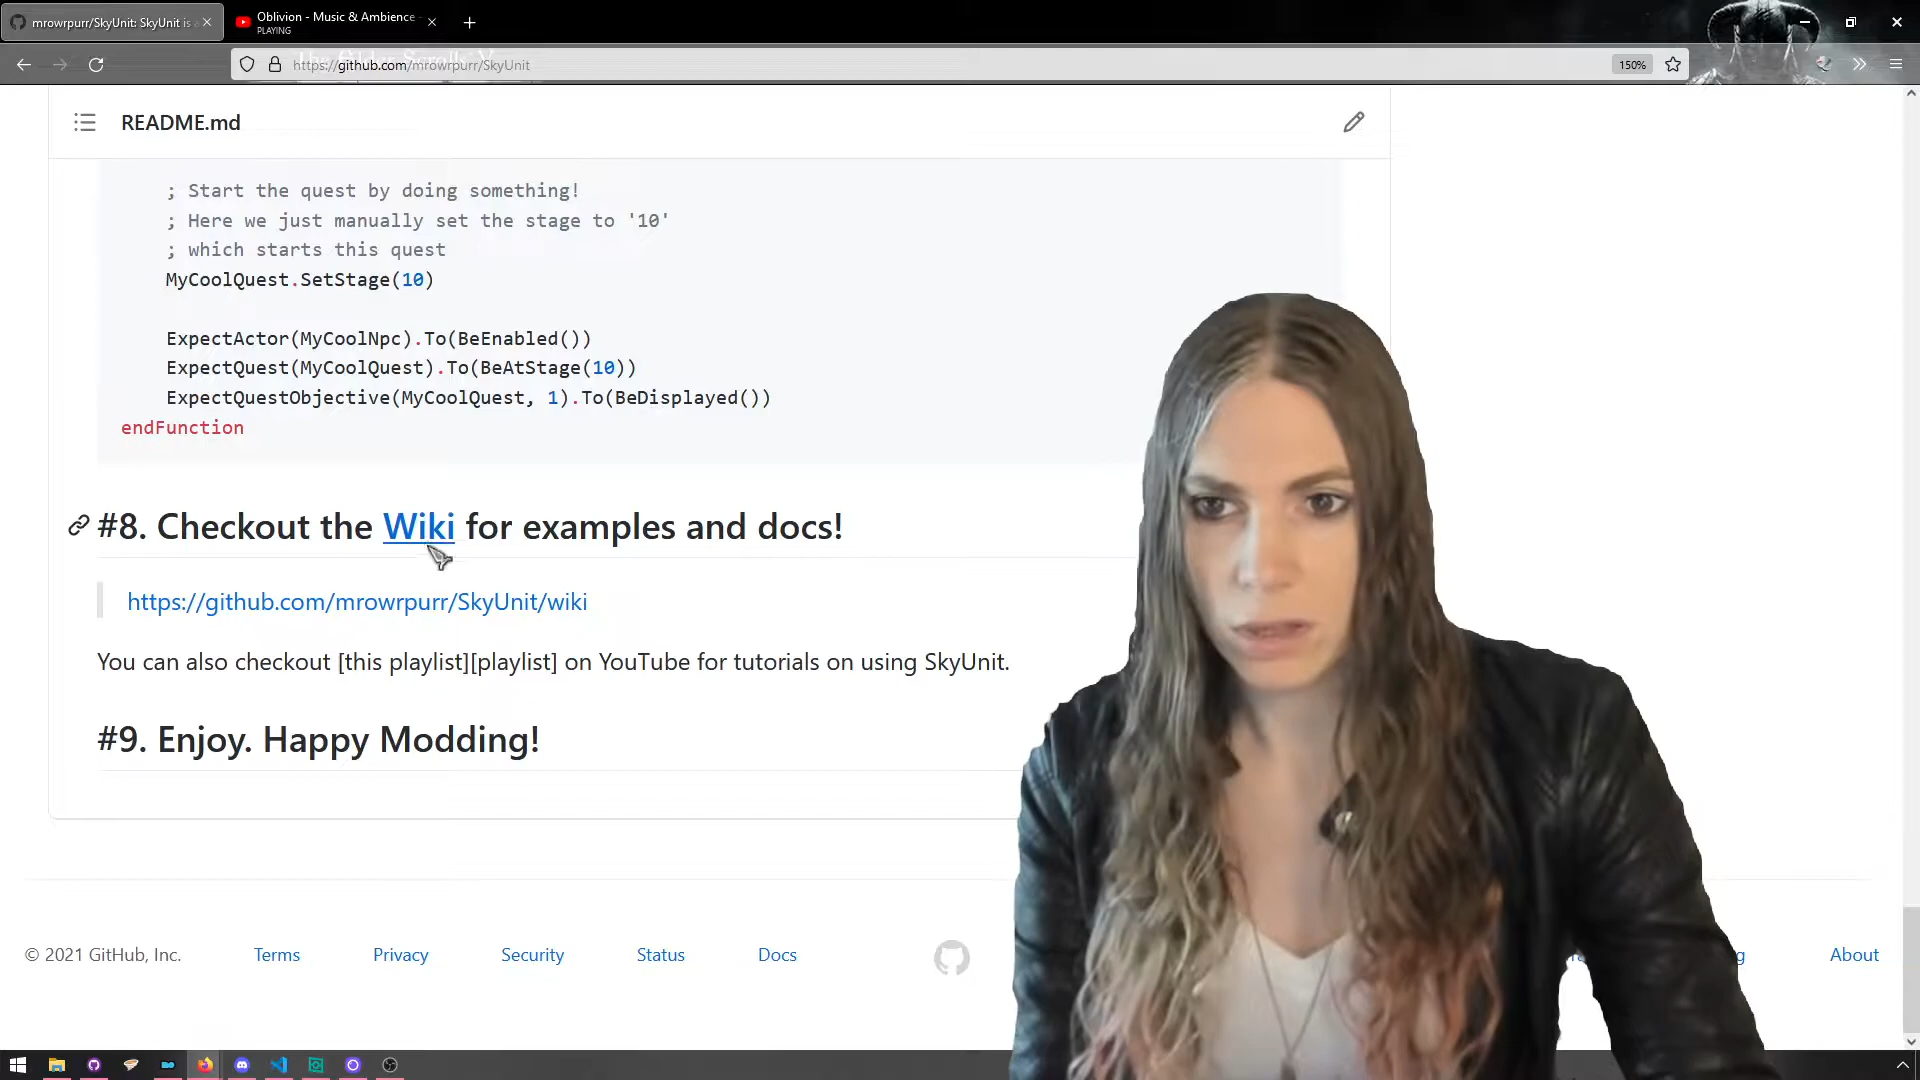 mrowrpurr/SkyUnit: SkyUnit is
Oblivion - Music & Ambience -
PLAYING
https://github.com/mrowrpurr/SkyUnit
150%
README.md
; Start the quest by doing something!
; Here we just manually set the stage to '10'
; which starts this quest
MyCoolQuest.SetStage(10)
ExpectActor(MyCoolNpc).To(BeEnabled())
ExpectQuest(MyCoolQuest).To(BeAtStage(10))
ExpectQuestObjective(MyCoolQuest, 1).To(BeDisplayed())
endFunction
#8. Checkout the Wiki for examples and docs!
https://github.com/mrowrpurr/SkyUnit/wiki
You can also checkout [this playlist][playlist] on YouTube for tutorials on using SkyUnit.
#9. Enjoy. Happy Modding!
© 2021 GitHub, Inc.
Terms
Privacy
Security
Status
Docs
About